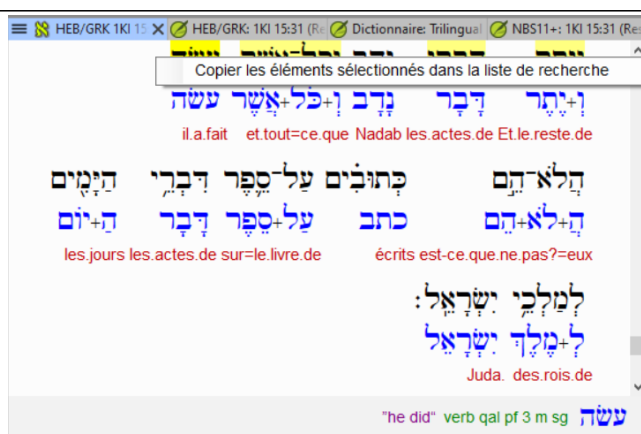 HEB/GRK 1KI 15 HEB/GRK: 1KI 15:31 (Re Dictionnaire: Trilingual NBS11+: 1KI 15:31 (Res
Copier les éléments sélectionnés dans la liste de recherche
וְ+יֶתֶר דָּבָר נָדָב וְ+כֹּל+אֲשֶׁר עשׂה
il.a.fait et.tout=ce.que Nadab les.actes.de Et.le.reste.de
הֲלֹא־הֵם כְּתוּבִ֗ים עַל־סֵ֛פֶר דִּבְרֵ֥י הַיָּמִ֖ים
הֲ+לֹא+הֵם כתב עַל+סֵפֶר דָּבָר הַ+יוֹם
les.jours les.actes.de sur=le.livre.de écrits est-ce.que.ne.pas?=eux
לְמַלְכֵ֥י יִשְׂרָאֵֽל׃
לְ+מֶלֶךְ יִשְׂרָאֵל
Juda. des.rois.de
"he did" verb qal pf 3 m sg עשׂה